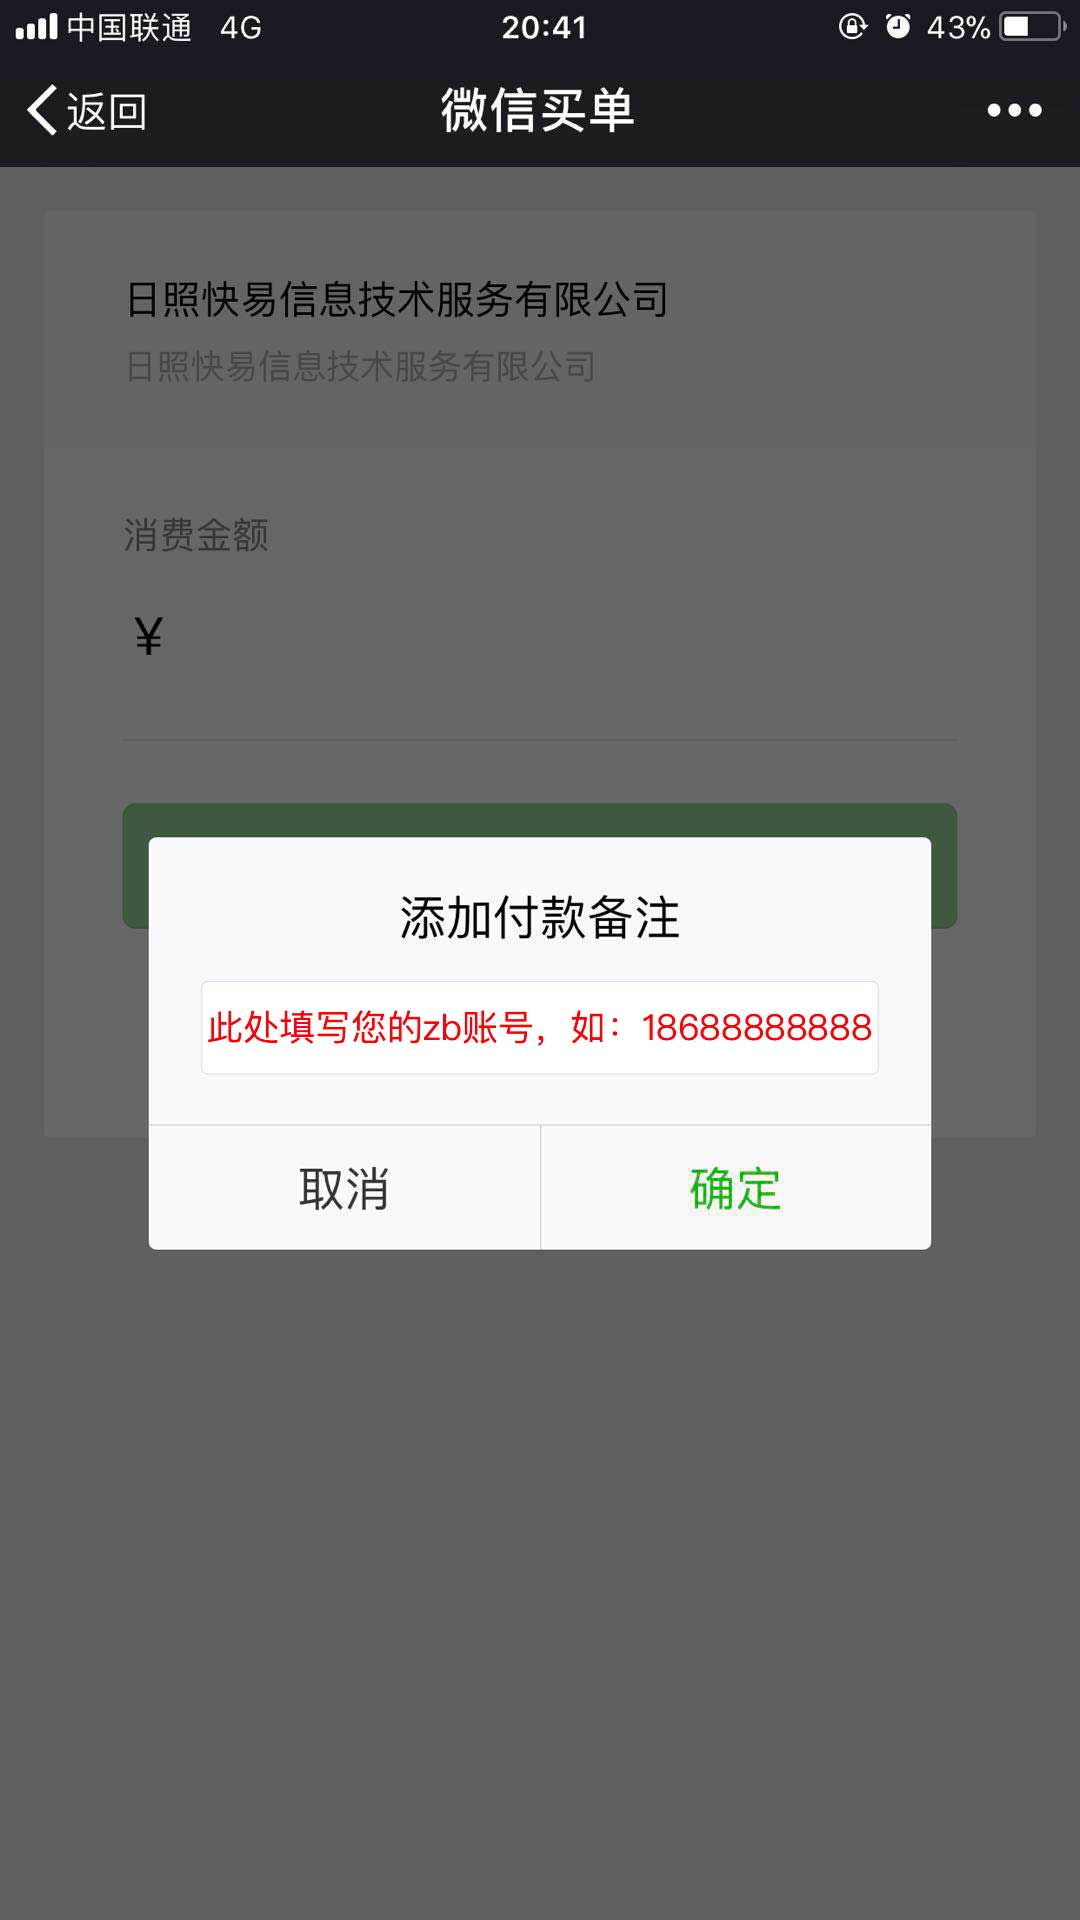 中国联通 4G 20:41 43%
返回 微信买单
日照快易信息技术服务有限公司
日照快易信息技术服务有限公司
消费金额
¥
添加付款备注
此处填写您的zb账号，如：18688888888
取消 确定